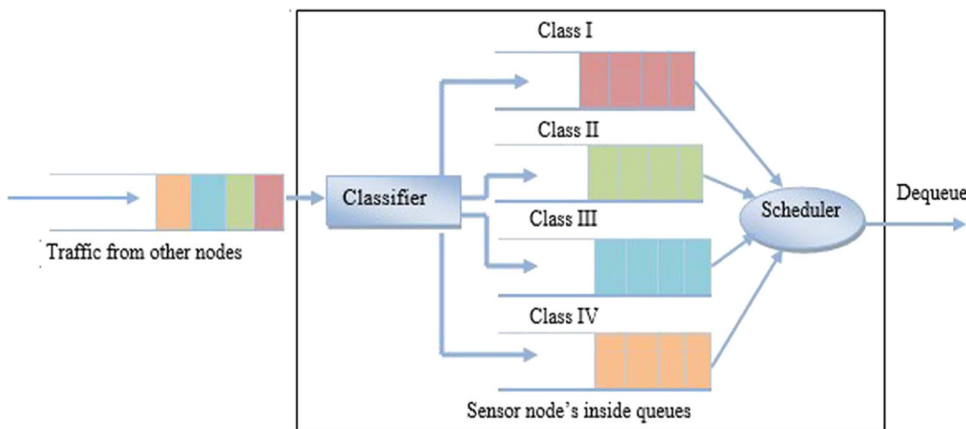 Class I
Class II
Classifier
Scheduler
Dequeue
Class III
Traffic from other nodes
Class IV
Sensor node's inside queues